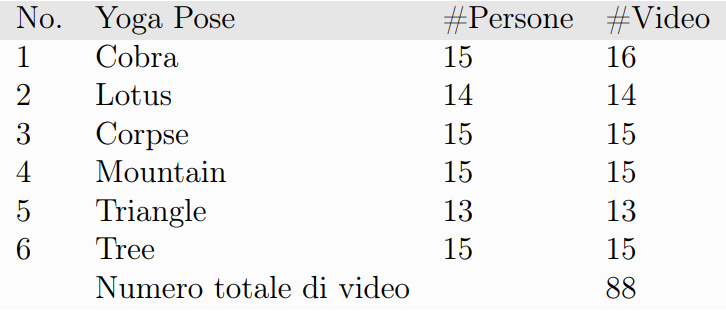 No. Yoga Pose #Persone #Video
1 Cobra 15 16
2 Lotus 14 14
3 Corpse 15 15
4 Mountain 15 15
5 Triangle 13 13
6 Tree 15 15
Numero totale di video 88